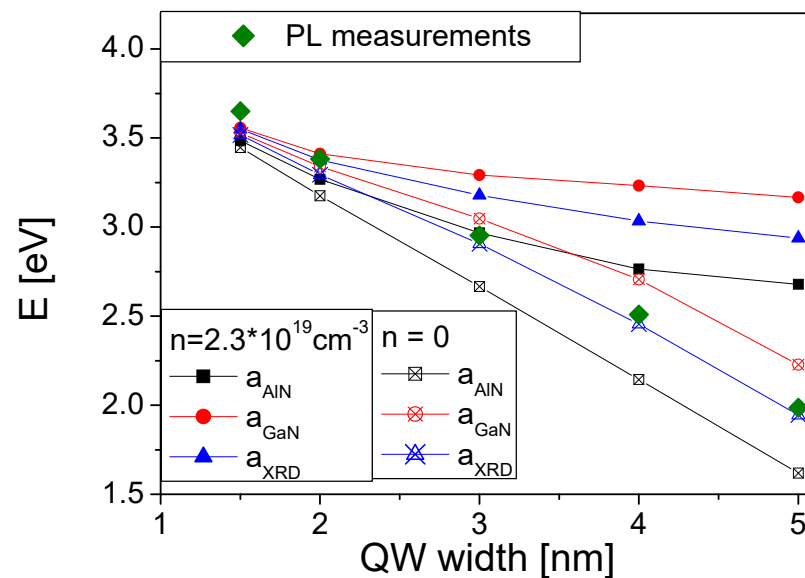 PL measurements
4.0
3.5
3.0
2.5
2.0
1.5
E [eV]
n=2.3*10^19cm^-3
a_AlN
a_GaN
a_XRD
n = 0
a_AlN
a_GaN
a_XRD
1 2 3 4 5
QW width [nm]